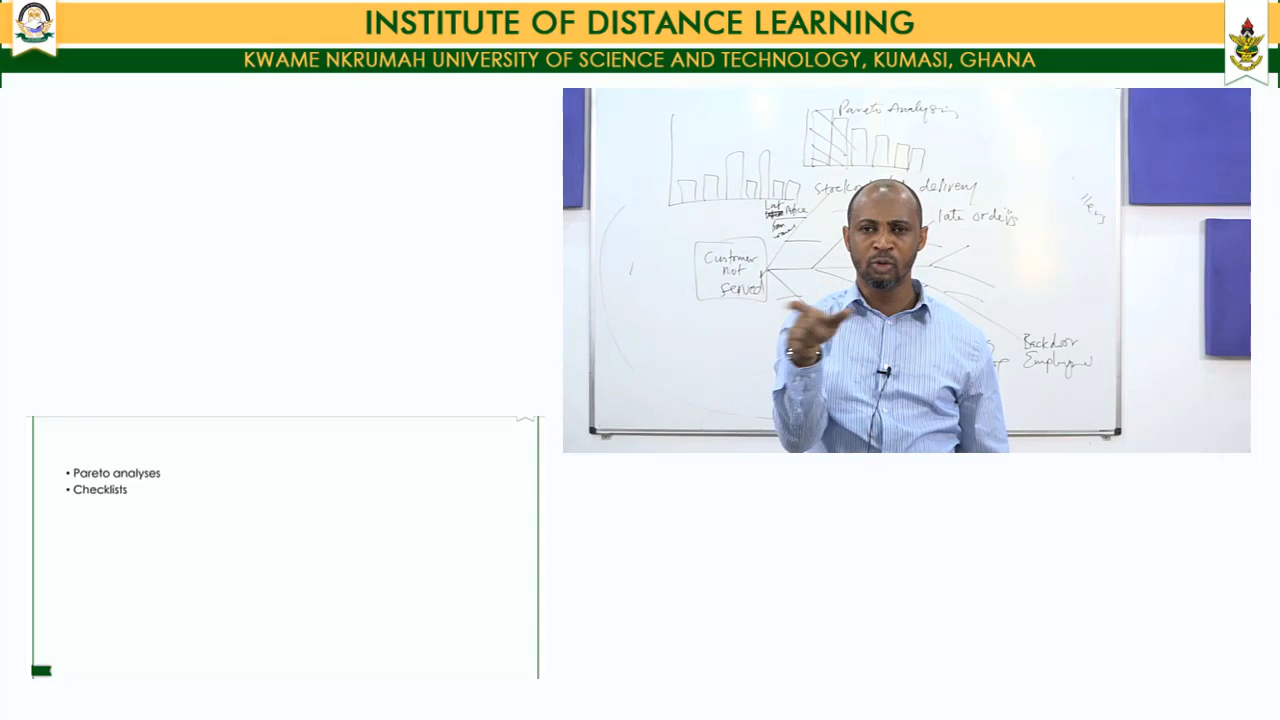 INSTITUTE OF DISTANCE LEARNING
KWAME NKRUMAH UNIVERSITY OF SCIENCE AND TECHNOLOGY, KUMASI, GHANA
Pareto Analysis
delivery
late orders
Customer
not
served
Backdoor
Employee
• Pareto analyses
• Checklists